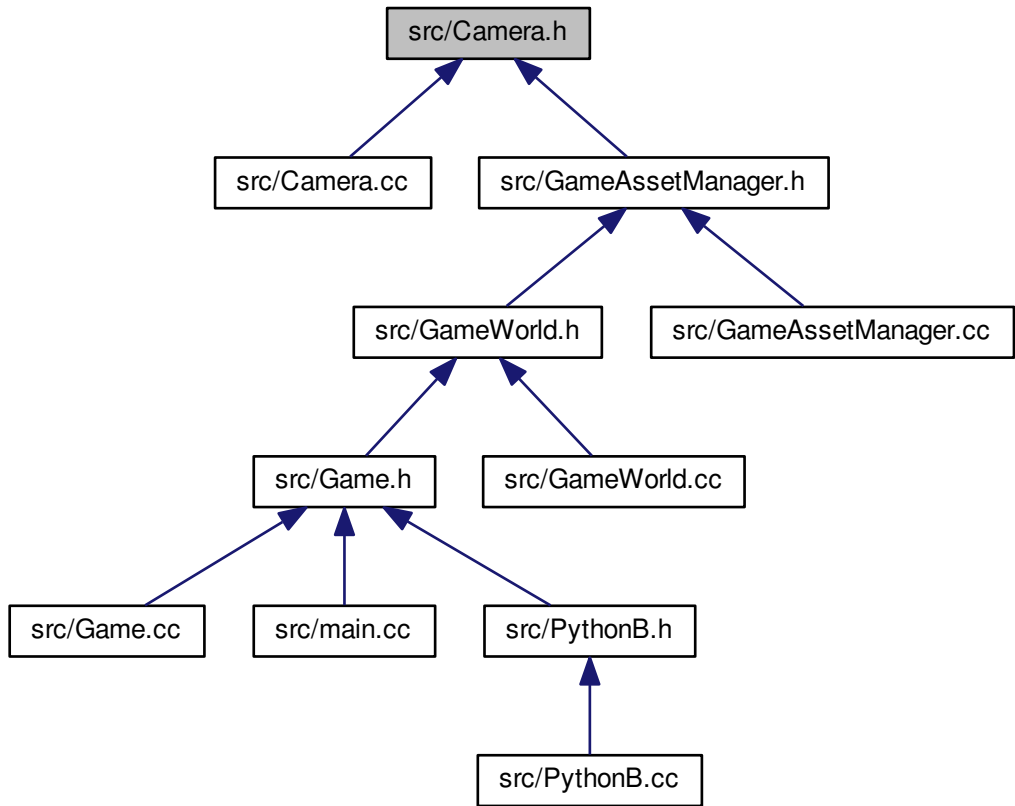 src/Camera.h
src/Camera.cc
src/GameAssetManager.h
src/GameWorld.h
src/GameAssetManager.cc
src/Game.h
src/GameWorld.cc
src/Game.cc
src/main.cc
src/PythonB.h
src/PythonB.cc